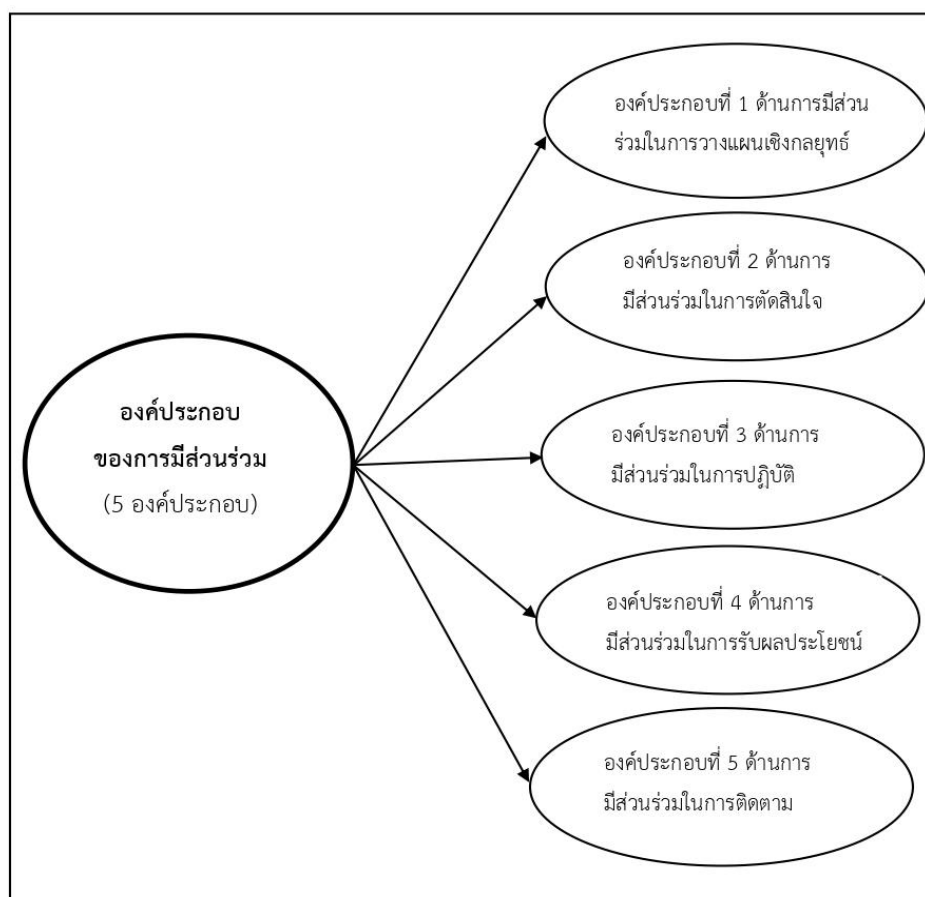 องค์ประกอบ
ของการมีส่วนร่วม
(5 องค์ประกอบ)
องค์ประกอบที่ 1 ด้านการมีส่วน
ร่วมในการวางแผนเชิงกลยุทธ์
องค์ประกอบที่ 2 ด้านการ
มีส่วนร่วมในการตัดสินใจ
องค์ประกอบที่ 3 ด้านการ
มีส่วนร่วมในการปฏิบัติ
องค์ประกอบที่ 4 ด้านการ
มีส่วนร่วมในการรับผลประโยชน์
องค์ประกอบที่ 5 ด้านการ
มีส่วนร่วมในการติดตาม